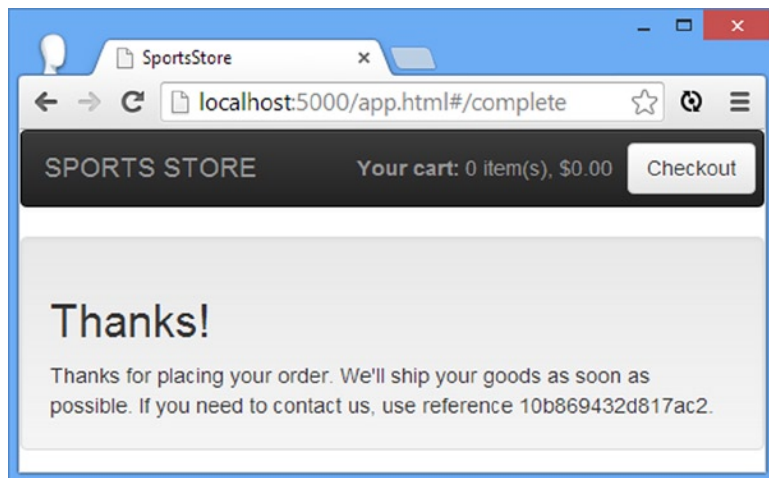 SportsStore
localhost:5000/app.html#/complete
SPORTS STORE Your cart: 0 item(s), $0.00 Checkout
Thanks!
Thanks for placing your order. We'll ship your goods as soon as
possible. If you need to contact us, use reference 10b869432d817ac2.